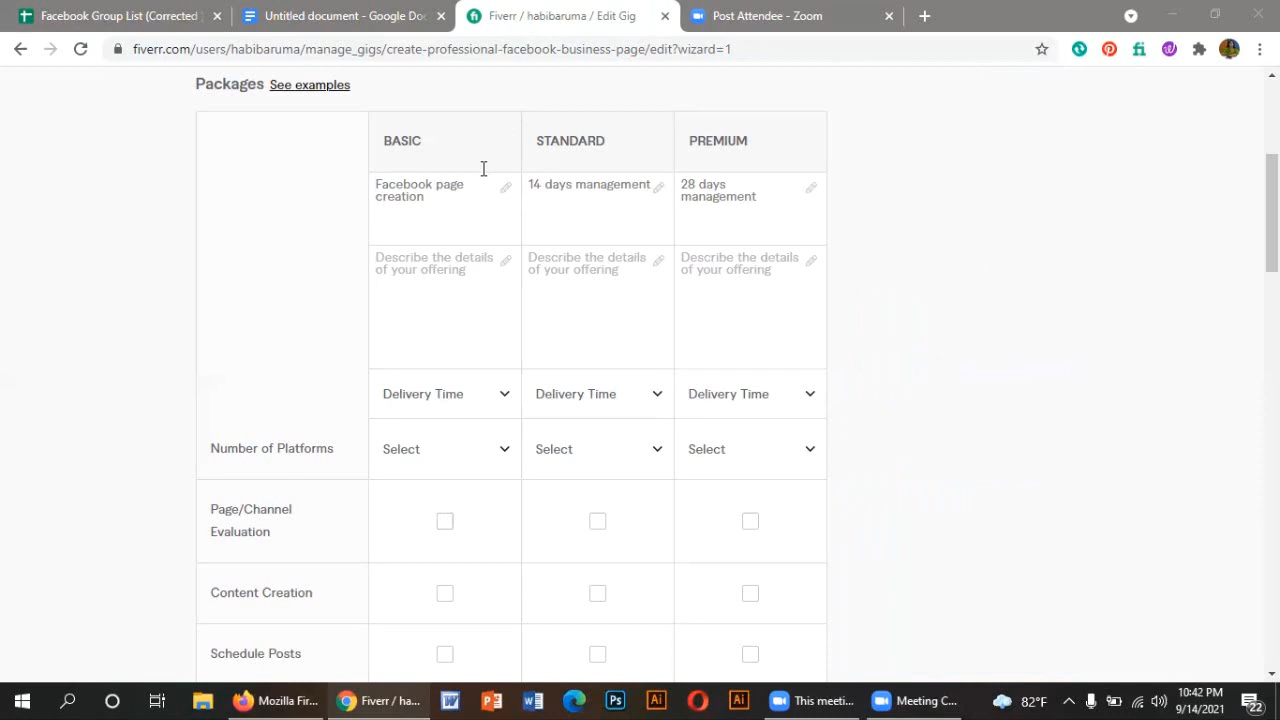 Facebook Group List (Corrected
Untitled document - Google Doc
Fiverr / habibaruma / Edit Gig
Post Attendee - Zoom
fiverr.com/users/habibaruma/manage_gigs/create-professional-facebook-business-page/edit?wizard=1
Packages See examples
BASIC STANDARD PREMIUM
Facebook page 14 days management 28 days
creation management
Describe the details Describe the details Describe the details
of your offering of your offering of your offering
Delivery Time Delivery Time Delivery Time
Number of Platforms Select Select Select
Page/Channel
Evaluation
Content Creation
Schedule Posts
Mozilla Fir... Fiverr / ha... This meeti... Meeting C... 82°F 10:42 PM
9/14/2021 22